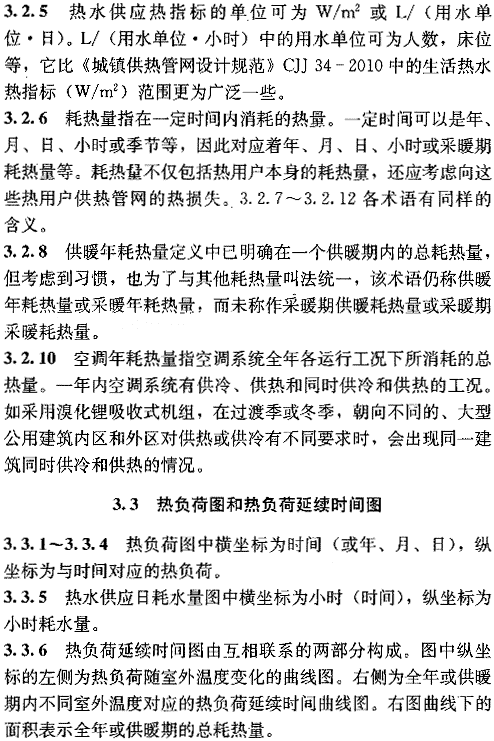 3.2.5 热水供应热指标的单位可为 W/m² 或 L/（用水单
位·日）。L/（用水单位·小时）中的用水单位可为人数，床位
等，它比《城镇供热管网设计规范》CJJ 34－2010 中的生活热水
热指标（W/m²）范围更为广泛一些。
3.2.6 耗热量指在一定时间内消耗的热量。一定时间可以是年、
月、日、小时或季节等，因此对应着年、月、日、小时或采暖期
耗热量等。耗热量不仅包括热用户本身的耗热量，还应考虑向这
些热用户供热管网的热损失。3.2.7～3.2.12 各术语有同样的
含义。
3.2.8 供暖年耗热量定义中已明确在一个供暖期内的总耗热量，
但考虑到习惯，也为了与其他耗热量叫法统一，该术语仍称供暖
年耗热量或采暖年耗热量，而未称作采暖期供暖耗热量或采暖期
采暖耗热量。
3.2.10 空调年耗热量指空调系统全年各运行工况下所消耗的总
热量。一年内空调系统有供冷、供热和同时供冷和供热的工况。
如采用溴化锂吸收式机组，在过渡季或冬季，朝向不同的、大型
公用建筑内区和外区对供热或供冷有不同要求时，会出现同一建
筑同时供冷和供热的情况。
3.3 热负荷图和热负荷延续时间图
3.3.1～3.3.4 热负荷图中横坐标为时间（或年、月、日），纵
坐标为与时间对应的热负荷。
3.3.5 热水供应日耗水量图中横坐标为小时（时间），纵坐标为
小时耗水量。
3.3.6 热负荷延续时间图由互相联系的两部分构成。图中纵坐
标的左侧为热负荷随室外温度变化的曲线图。右侧为全年或供暖
期内不同室外温度对应的热负荷延续时间曲线图。右图曲线下的
面积表示全年或供暖期的总耗热量。